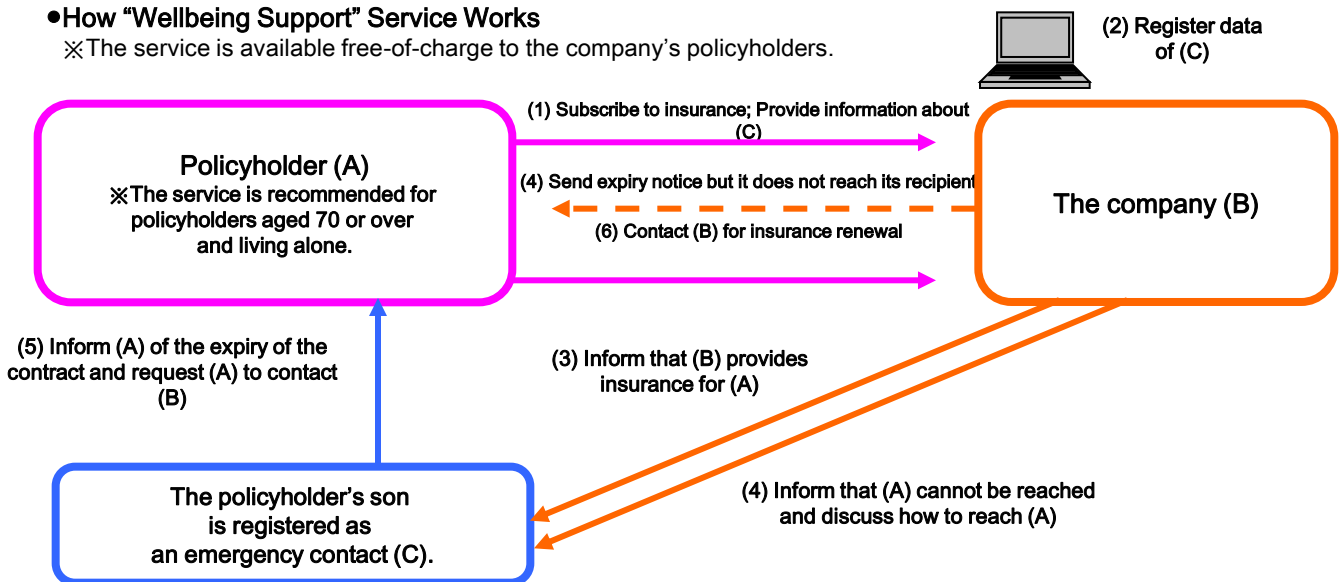 ●How “Wellbeing Support” Service Works
※The service is available free-of-charge to the company’s policyholders.
(2) Register data
of (C)
(1) Subscribe to insurance; Provide information about
(C)
Policyholder (A)
※The service is recommended for
policyholders aged 70 or over
and living alone.
(4) Send expiry notice but it does not reach its recipient
(6) Contact (B) for insurance renewal
The company (B)
(5) Inform (A) of the expiry of the
contract and request (A) to contact
(B)
(3) Inform that (B) provides
insurance for (A)
(4) Inform that (A) cannot be reached
and discuss how to reach (A)
The policyholder’s son
is registered as
an emergency contact (C).